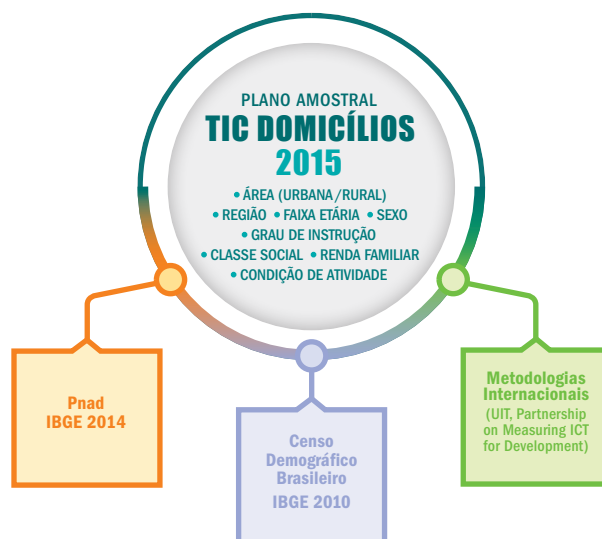 PLANO AMOSTRAL
TIC DOMICÍLIOS
2015
• ÁREA (URBANA/RURAL)
• REGIÃO • FAIXA ETÁRIA • SEXO
• GRAU DE INSTRUÇÃO
• CLASSE SOCIAL • RENDA FAMILIAR
• CONDIÇÃO DE ATIVIDADE
Pnad
IBGE 2014
Censo
Demográfico
Brasileiro
IBGE 2010
Metodologias
Internacionais
(UIT, Partnership
on Measuring ICT
for Development)